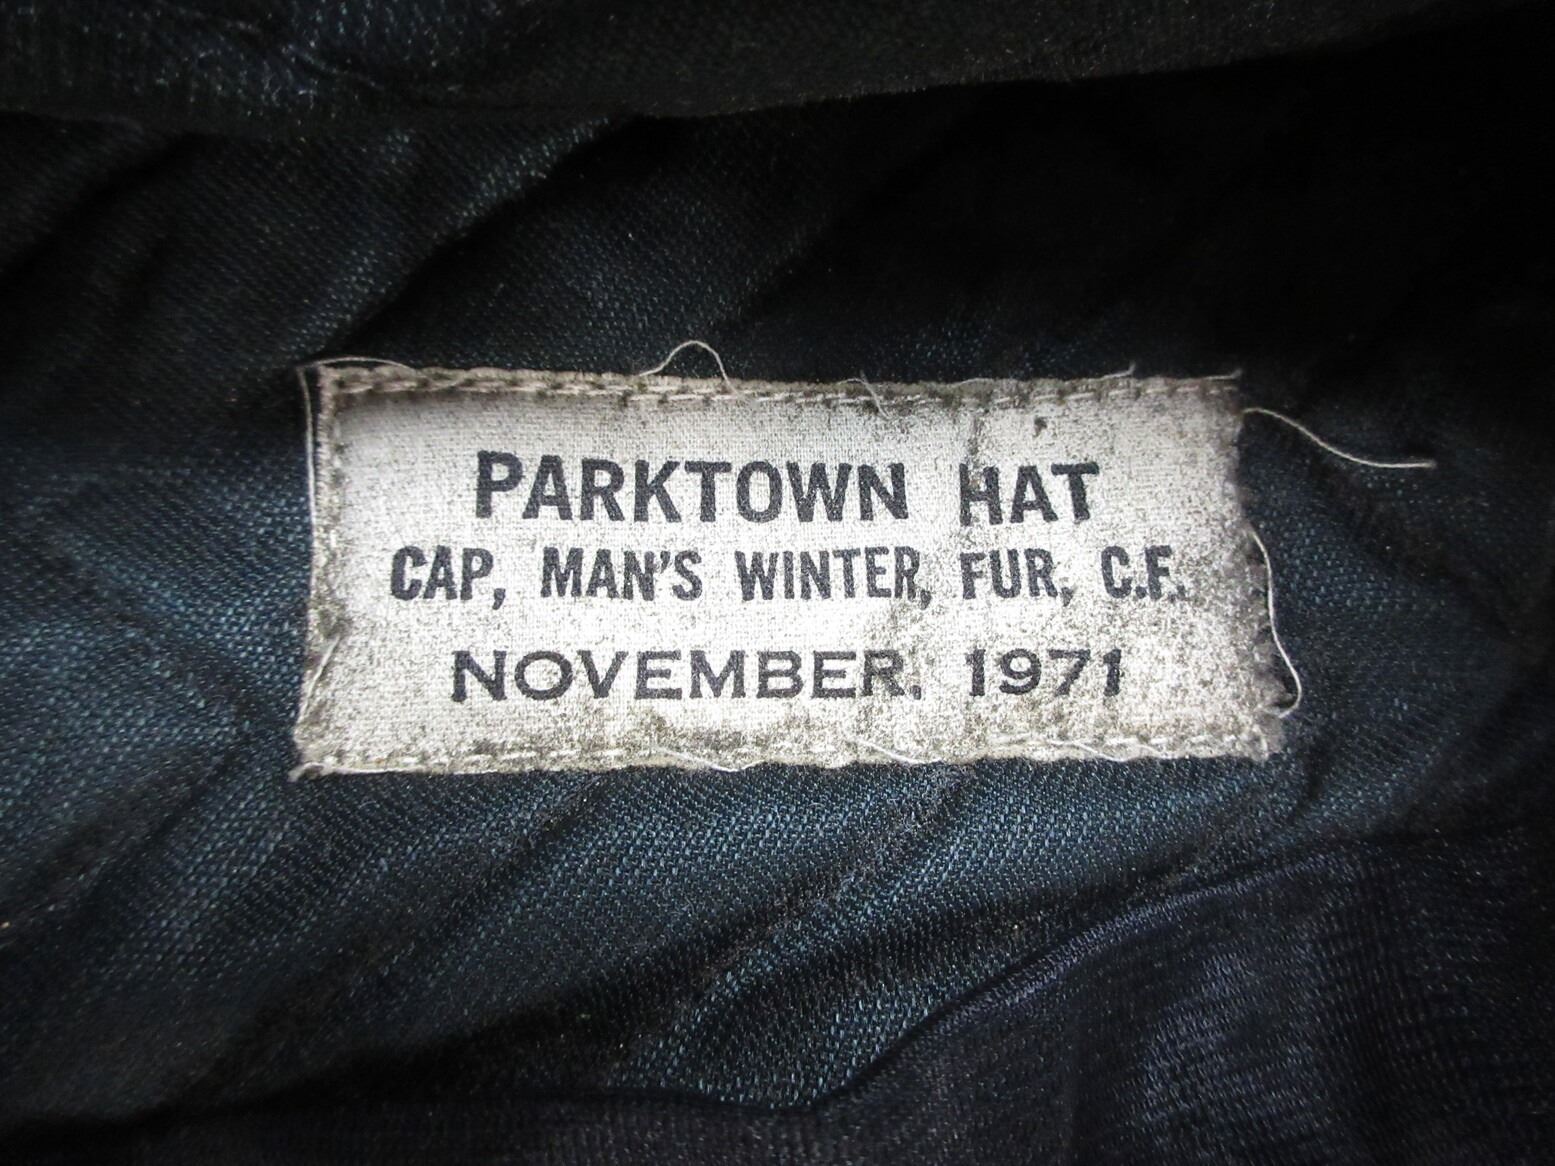 PARKTOWN HAT
CAP, MAN'S WINTER, FUR, C.F.
NOVEMBER. 1971